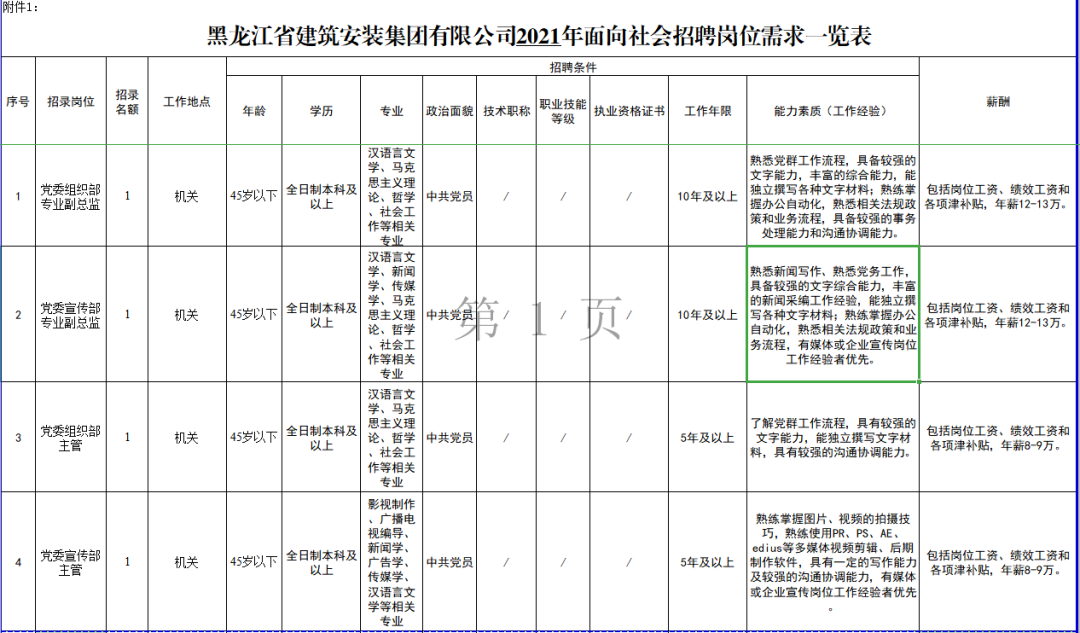 附件1：
黑龙江省建筑安装集团有限公司2021年面向社会招聘岗位需求一览表
序号
招录岗位
招录
名额
工作地点
招聘条件
薪酬
年龄
学历
专业
政治面貌
技术职称
职业技能
等级
执业资格证书
工作年限
能力素质（工作经验）
1
党委组织部
专业副总监
1
机关
45岁以下
全日制本科及
以上
汉语言文
学、马克
思主义理
论、哲学
、社会工
作等相关
专业
中共党员
/
/
/
10年及以上
熟悉党群工作流程，具备较强的
文字能力，丰富的综合能力，能
独立撰写各种文字材料；熟练掌
握办公自动化，熟悉相关法规政
策和业务流程，具备较强的事务
处理能力和沟通协调能力。
包括岗位工资、绩效工资和
各项津补贴，年薪12-13万。
2
党委宣传部
专业副总监
1
机关
45岁以下
全日制本科及
以上
汉语言文
学、新闻
学、传媒
学、马克
思主义理
论、哲学
、社会工
作等相关
专业
中共党员
/
/
/
10年及以上
熟悉新闻写作、熟悉党务工作，
具备较强的文字综合能力，丰富
的新闻采编工作经验，能独立撰
写各种文字材料；熟练掌握办公
自动化，熟悉相关法规政策和业
务流程，有媒体或企业宣传岗位
工作经验者优先。
包括岗位工资、绩效工资和
各项津补贴，年薪12-13万。
第 1 页
3
党委组织部
主管
1
机关
45岁以下
全日制本科及
以上
汉语言文
学、马克
思主义理
论、哲学
、社会工
作等相关
专业
中共党员
/
/
/
5年及以上
了解党群工作流程，具有较强的
文字能力，能独立撰写文字材
料，具有较强的沟通协调能力。
包括岗位工资、绩效工资和
各项津补贴，年薪8-9万。
4
党委宣传部
主管
1
机关
45岁以下
全日制本科及
以上
影视制作
、广播电
视编导、
新闻学、
广告学、
传媒学、
汉语言文
学等相关
专业
中共党员
/
/
/
5年及以上
熟练掌握图片、视频的拍摄技
巧，熟练使用PR、PS、AE、
edius等多媒体视频剪辑、后期
制作软件，具有一定的写作能力
及较强的沟通协调能力，有媒体
或企业宣传岗位工作经验者优先
。
包括岗位工资、绩效工资和
各项津补贴，年薪8-9万。